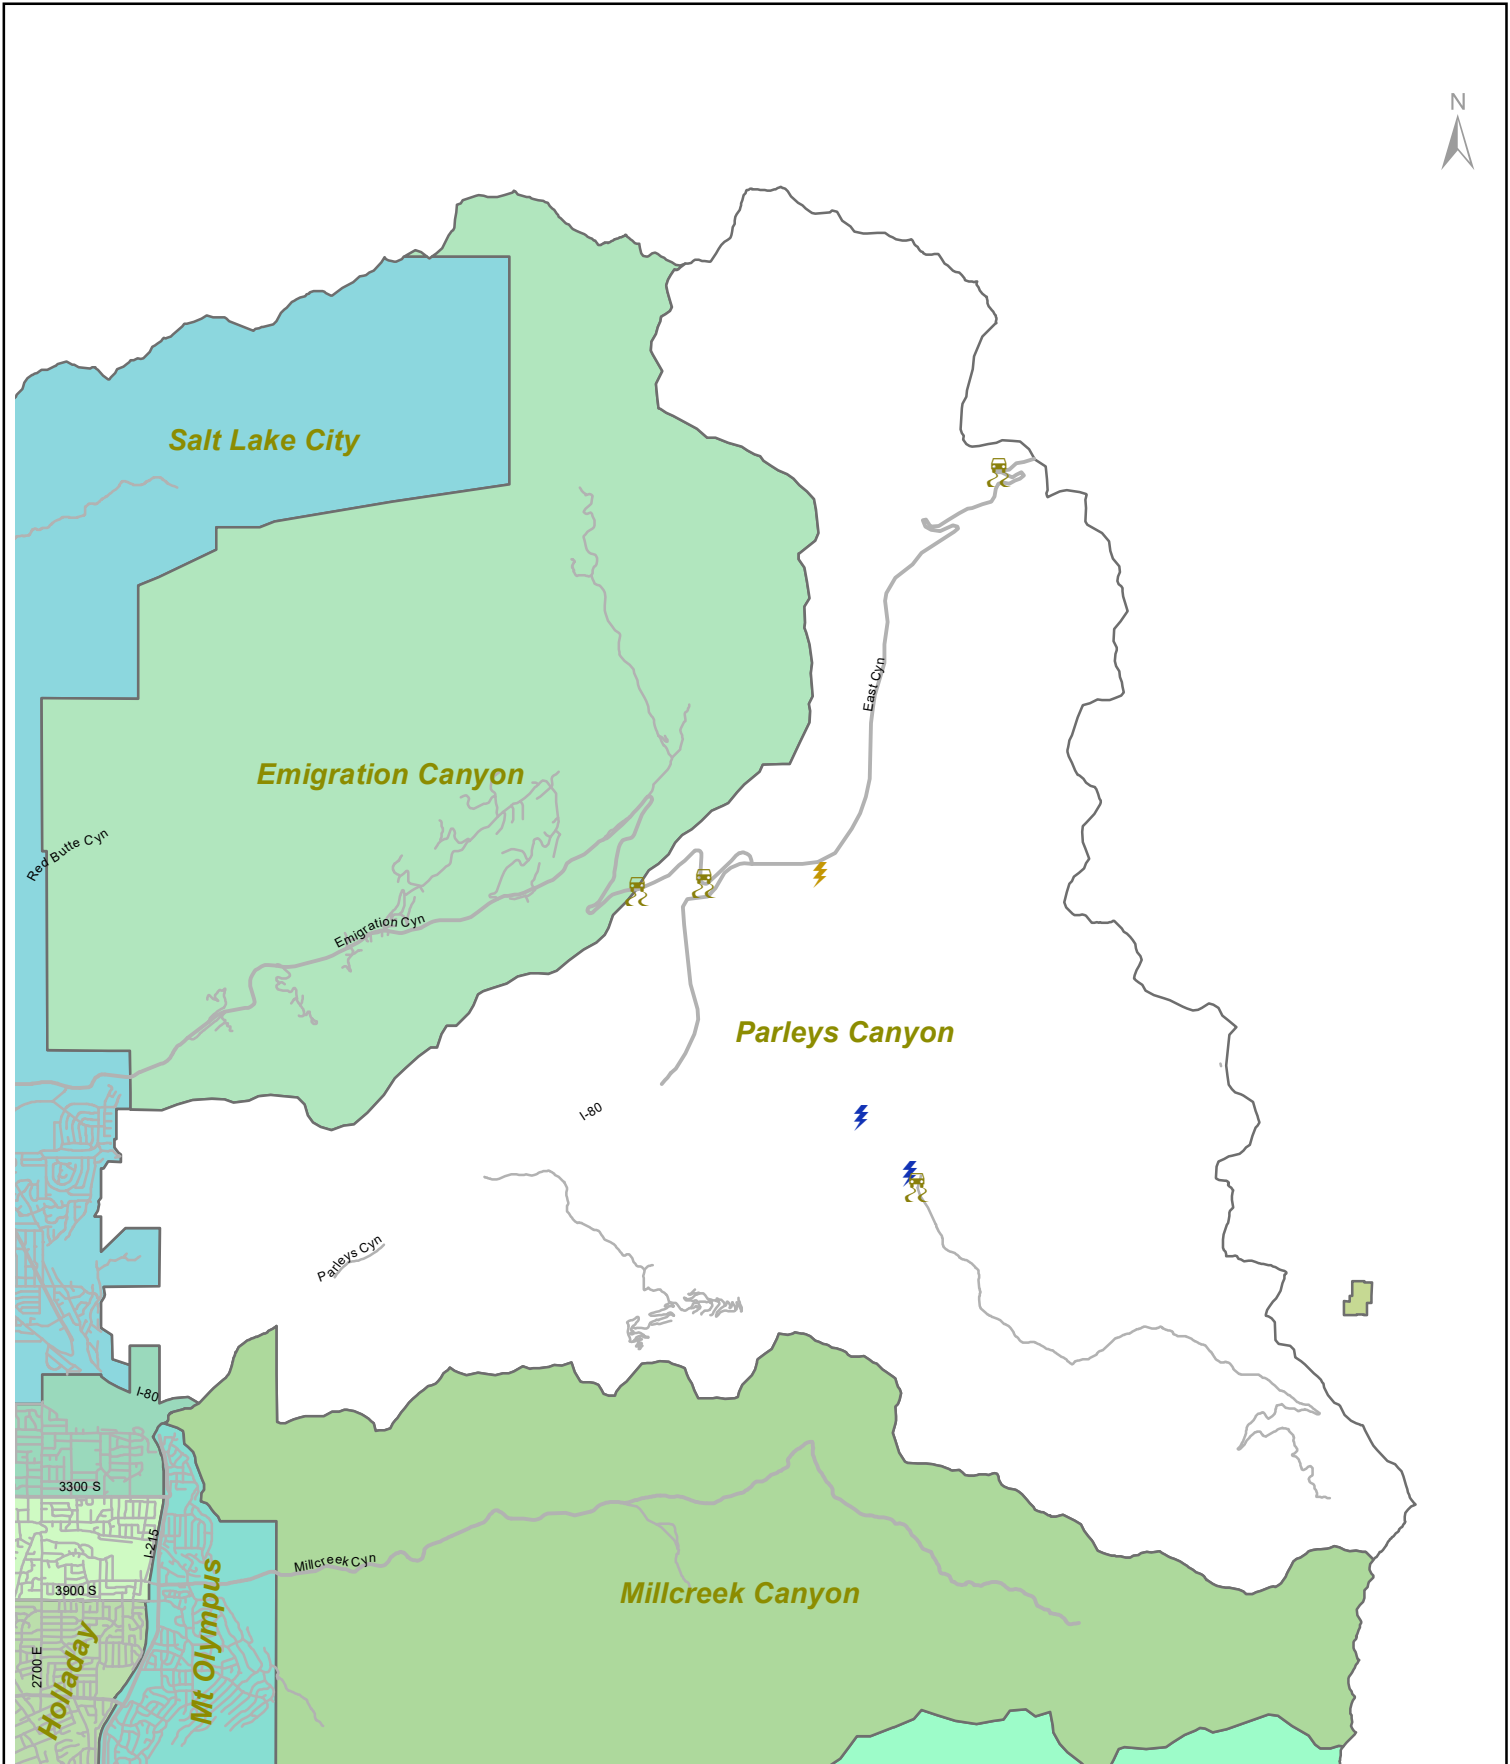 N
Salt Lake City
East Cyn
Emigration Canyon
Red Butte Cyn
Emigration Cyn
Parleys Canyon
I-80
Parleys Cyn
I-80
3300 S
I-215
Millcreek Cyn
3900 S
Millcreek Canyon
Mt Olympus
Holladay
2700 E